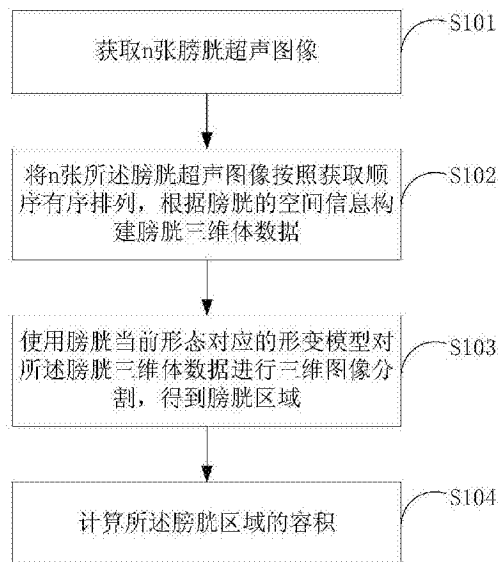 获取n张膀胱超声图像
S101
将n张所述膀胱超声图像按照获取顺
序有序排列，根据膀胱的空间信息构
建膀胱三维体数据
S102
使用膀胱当前形态对应的形变模型对
所述膀胱三维体数据进行三维图像分
割，得到膀胱区域
S103
计算所述膀胱区域的容积
S104